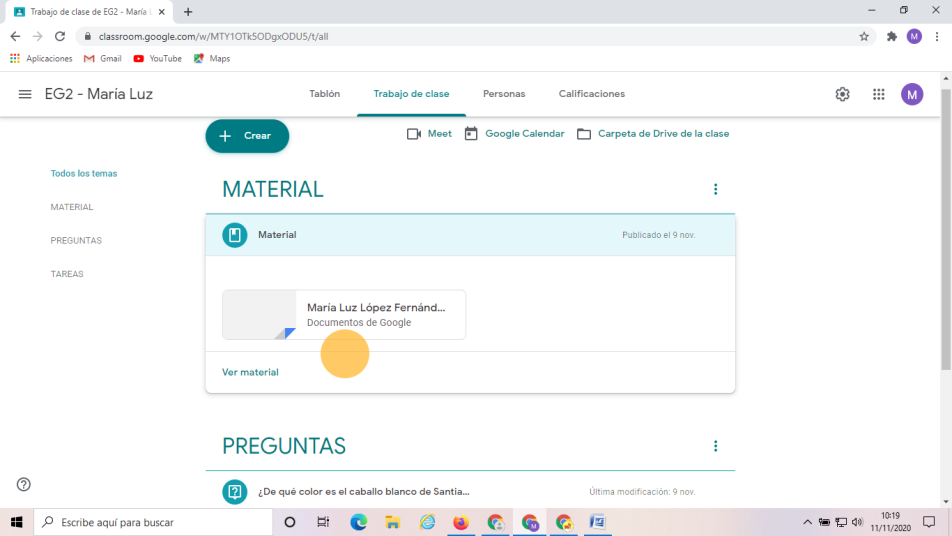 Trabajo de clase de EG2 - María
classroom.google.com/w/MTY1OTk5ODgxODU5/t/all
M
Aplicaciones
Gmail
YouTube
Maps
EG2 - María Luz
Tablón
Trabajo de clase
Personas
Calificaciones
M
Crear
Meet
Google Calendar
Carpeta de Drive de la clase
Todos los temas
MATERIAL
PREGUNTAS
TAREAS
MATERIAL
Material
Publicado el 9 nov.
María Luz López Fernánd...
Documentos de Google
Ver material
PREGUNTAS
¿De qué color es el caballo blanco de Santia...
Última modificación: 9 nov.
Escribe aquí para buscar
10:19
11/11/2020